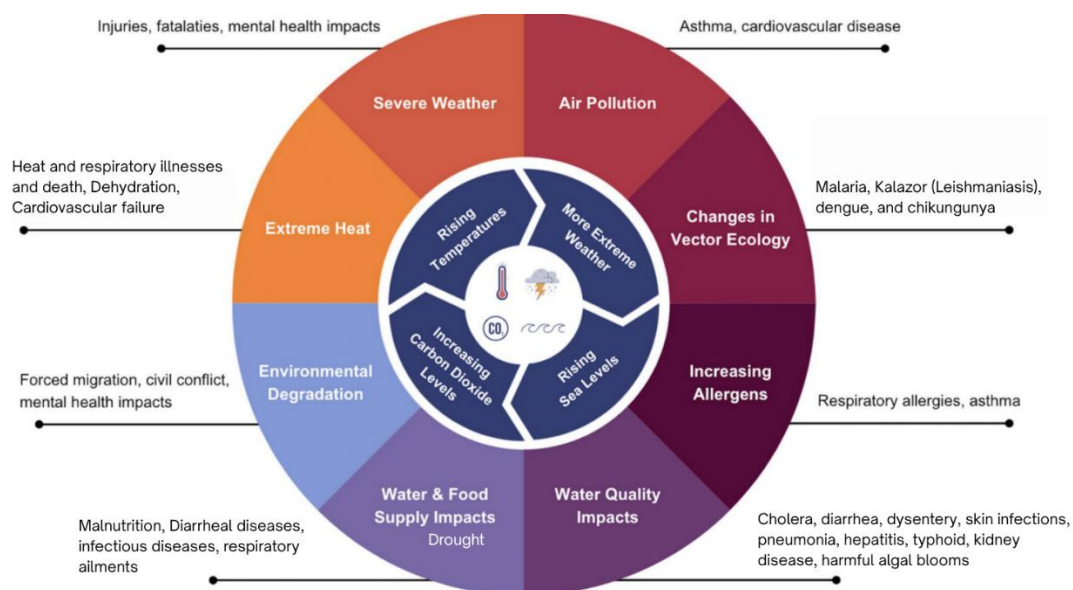 Injuries, fatalaties, mental health impacts
Asthma, cardiovascular disease
Severe Weather
Air Pollution
Heat and respiratory illnesses
and death, Dehydration,
Cardiovascular failure
Extreme Heat
Rising
Temperatures
More Extreme
Weather
Changes in
Vector Ecology
Malaria, Kalazor (Leishmaniasis),
dengue, and chikungunya
CO₂
Forced migration, civil conflict,
mental health impacts
Environmental
Degradation
Increasing
Carbon Dioxide
Levels
Rising
Sea Levels
Increasing
Allergens
Respiratory allergies, asthma
Malnutrition, Diarrheal diseases,
infectious diseases, respiratory
ailments
Water & Food
Supply Impacts
Drought
Water Quality
Impacts
Cholera, diarrhea, dysentery, skin infections,
pneumonia, hepatitis, typhoid, kidney
disease, harmful algal blooms